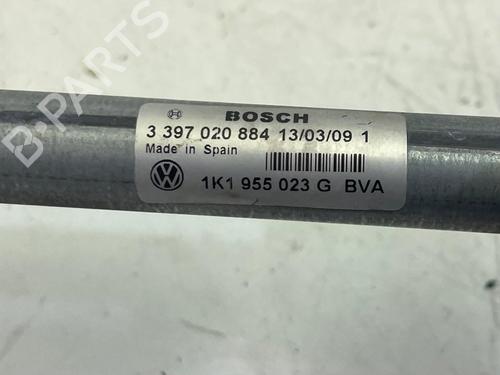 BOSCH
3 397 020 884 13/03/09 1
Made in Spain
1K1 955 023 G BVA
B-Parts